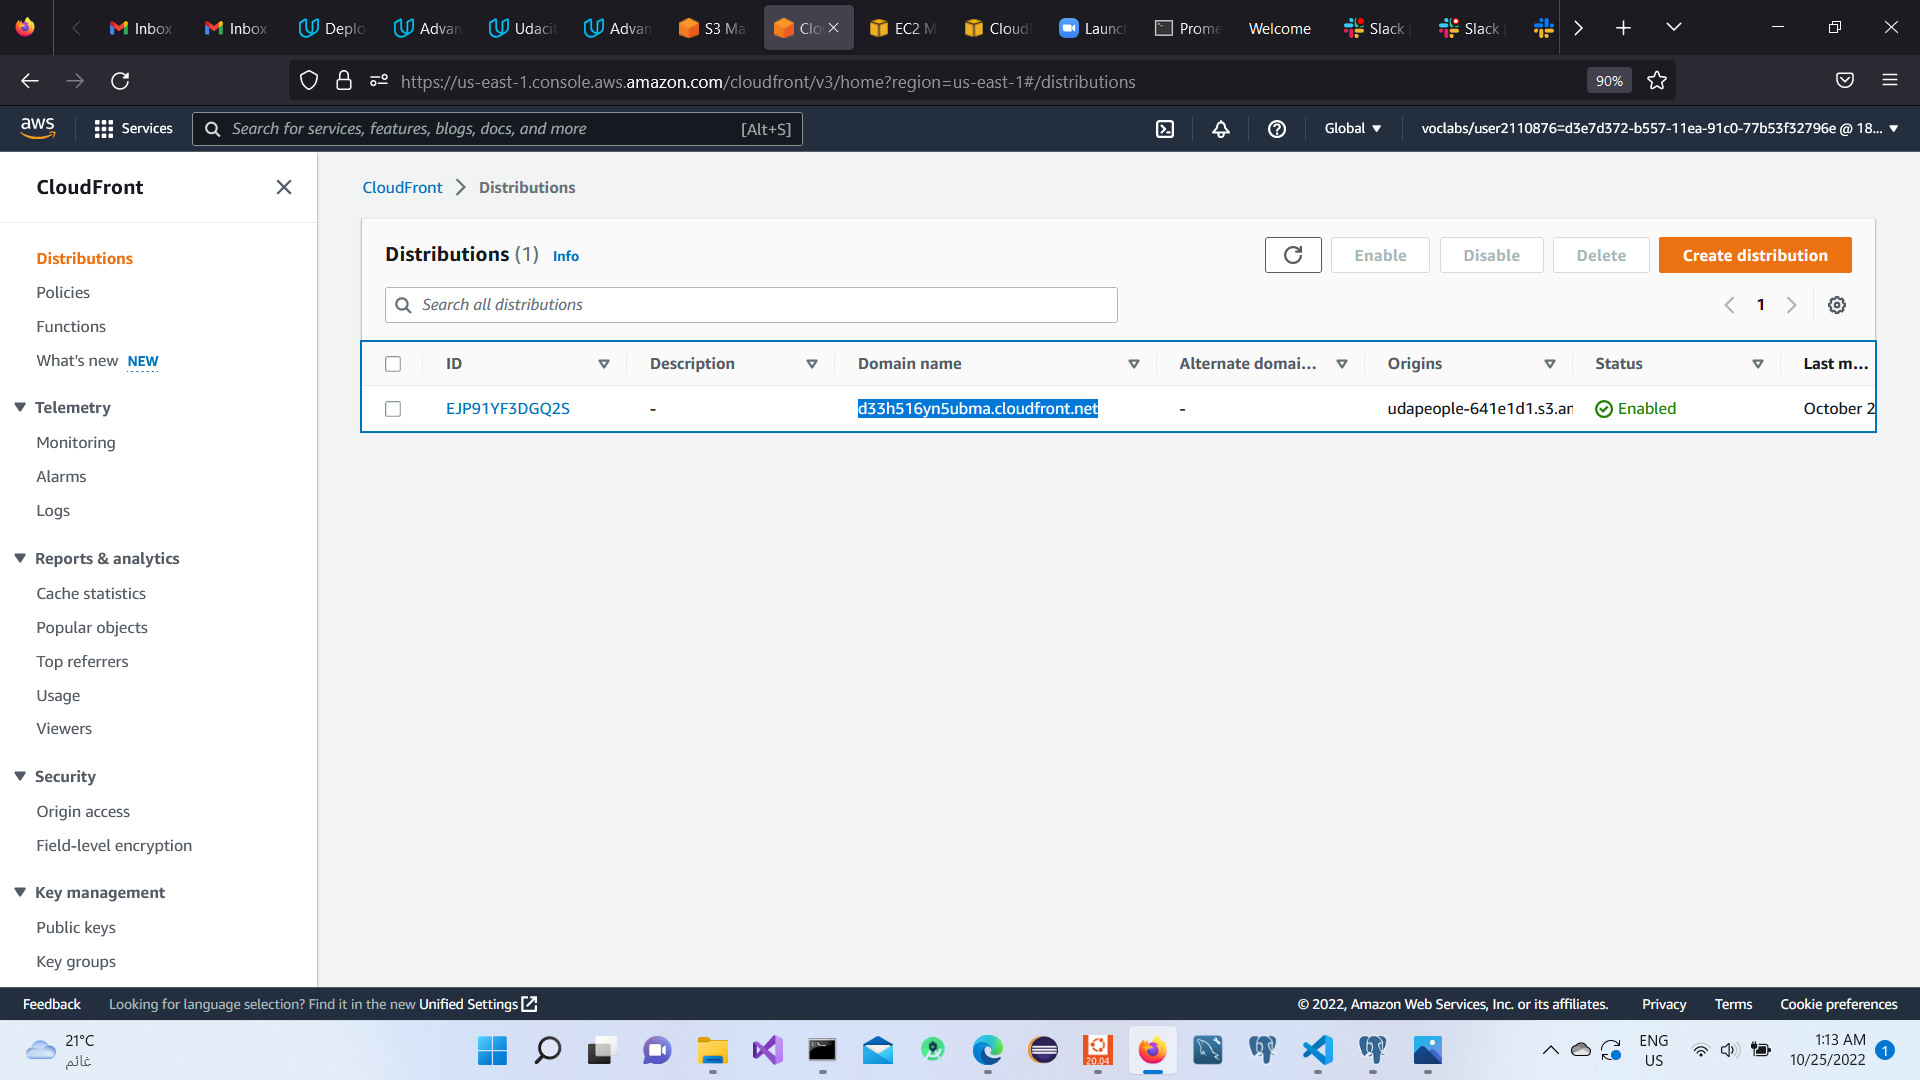 Inbox
Inbox
Deplo
Advan
Udacit
Advan
S3 Ma
Clou
EC2 M
Cloudl
Launc
Prome
Welcome
Slack
Slack
https://us-east-1.console.aws.amazon.com/cloudfront/v3/home?region=us-east-1#/distributions
90%
aws
Services
Search for services, features, blogs, docs, and more
[Alt+S]
Global
voclabs/user2110876=d3e7d372-b557-11ea-91c0-77b53f32796e @ 18...
CloudFront
Distributions
Policies
Functions
What's new NEW
Telemetry
Monitoring
Alarms
Logs
Reports & analytics
Cache statistics
Popular objects
Top referrers
Usage
Viewers
Security
Origin access
Field-level encryption
Key management
Public keys
Key groups
CloudFront
Distributions
Distributions (1) Info
Enable
Disable
Delete
Create distribution
Search all distributions
1
ID
Description
Domain name
Alternate domai...
Origins
Status
Last m...
EJP91YF3DGQ2S
-
d33h516yn5ubma.cloudfront.net
-
udapeople-641e1d1.s3.an
Enabled
October 2
Feedback
Looking for language selection? Find it in the new Unified Settings
© 2022, Amazon Web Services, Inc. or its affiliates.
Privacy
Terms
Cookie preferences
21°C
غائم
20.04
ENG
US
1:13 AM
10/25/2022
1